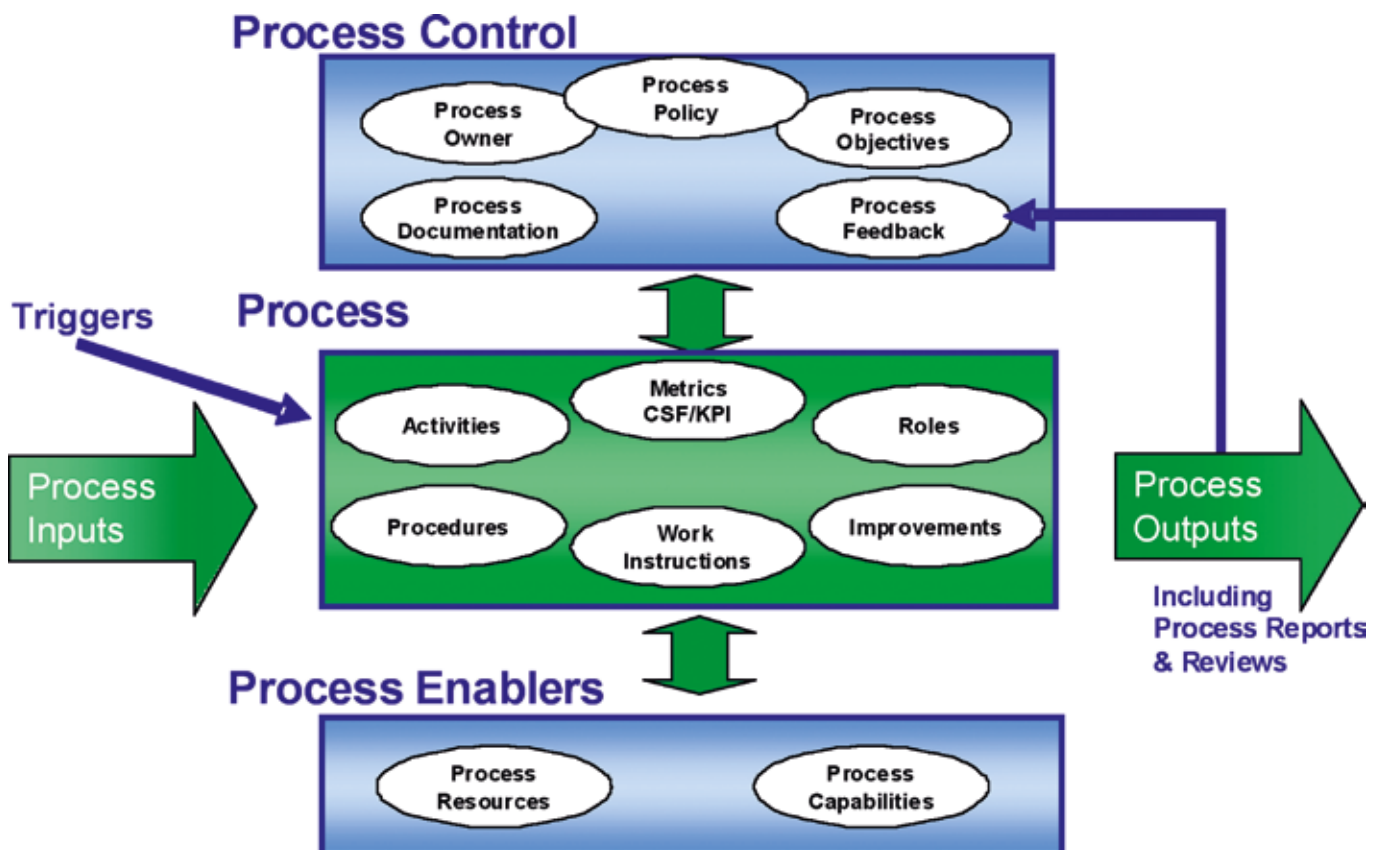 Process Control
Process
Policy
Process
Owner
Process
Objectives
Process
Documentation
Process
Feedback
Triggers
Process
Metrics
CSF/KPI
Activities
Roles
Process
Inputs
Procedures
Work
Instructions
Improvements
Process
Outputs
Including
Process Reports
& Reviews
Process Enablers
Process
Resources
Process
Capabilities